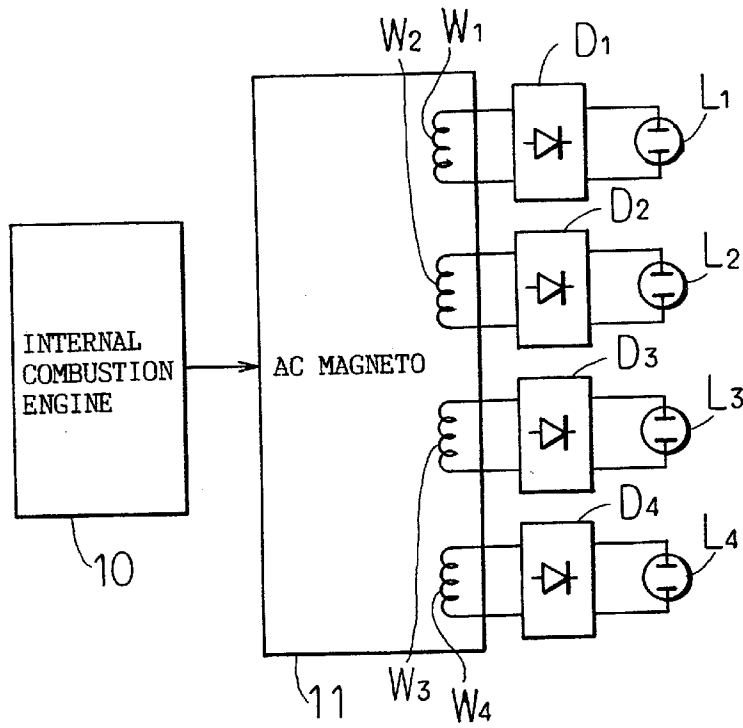 W2 W1 D1
L1
D2
L2
INTERNAL
COMBUSTION
ENGINE
AC MAGNETO
D3
L3
D4
L4
10
11
W3 W4